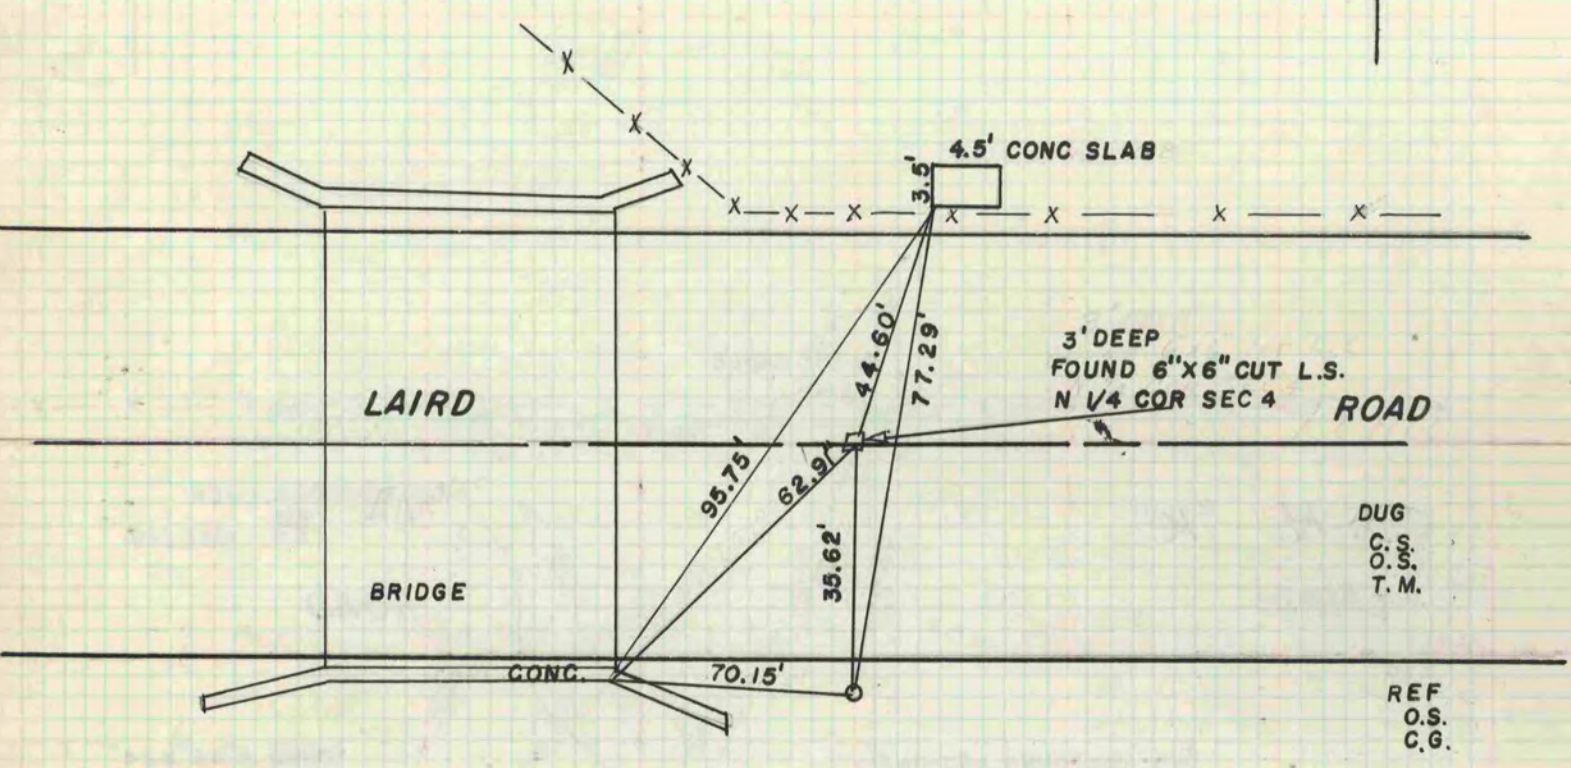 4.5' CONC SLAB
3.5'
44.60'
77.29'
3' DEEP
FOUND 6"X6" CUT L.S.
N 1/4 COR SEC 4
LAIRD
ROAD
95.75'
62.91'
35.62'
DUG
C.S.
O.S.
T.M.
BRIDGE
CONC.
70.15'
REF
O.S.
C.G.